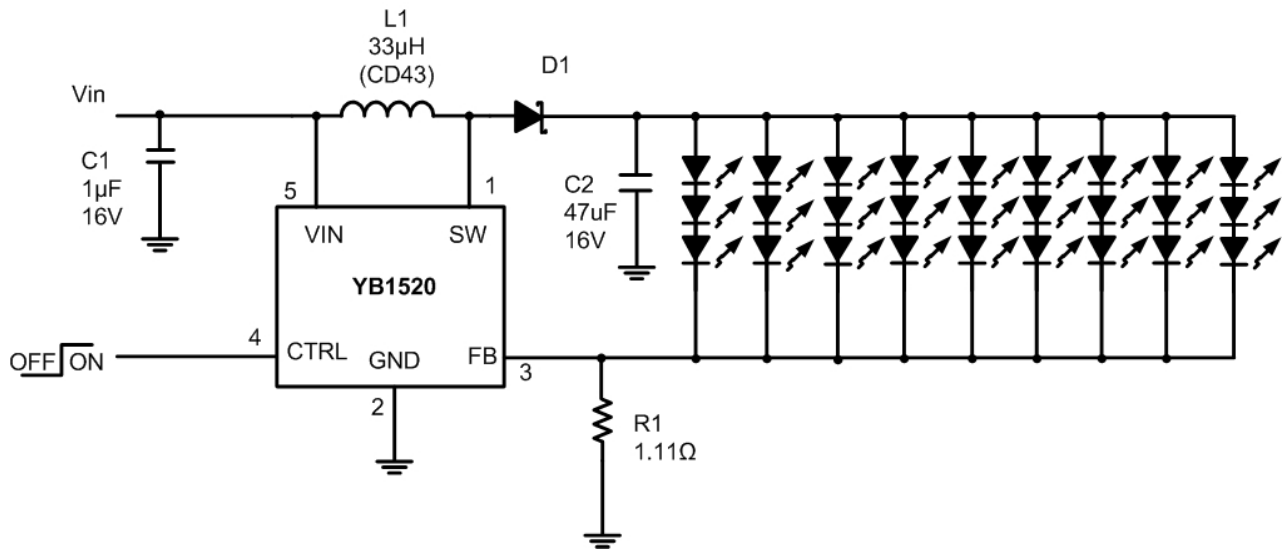 L1
33µH
(CD43)
D1
Vin
C1
1µF
16V
5
1
C2
47uF
16V
VIN
SW
YB1520
4
CTRL
GND
FB
3
OFF ON
2
R1
1.11Ω